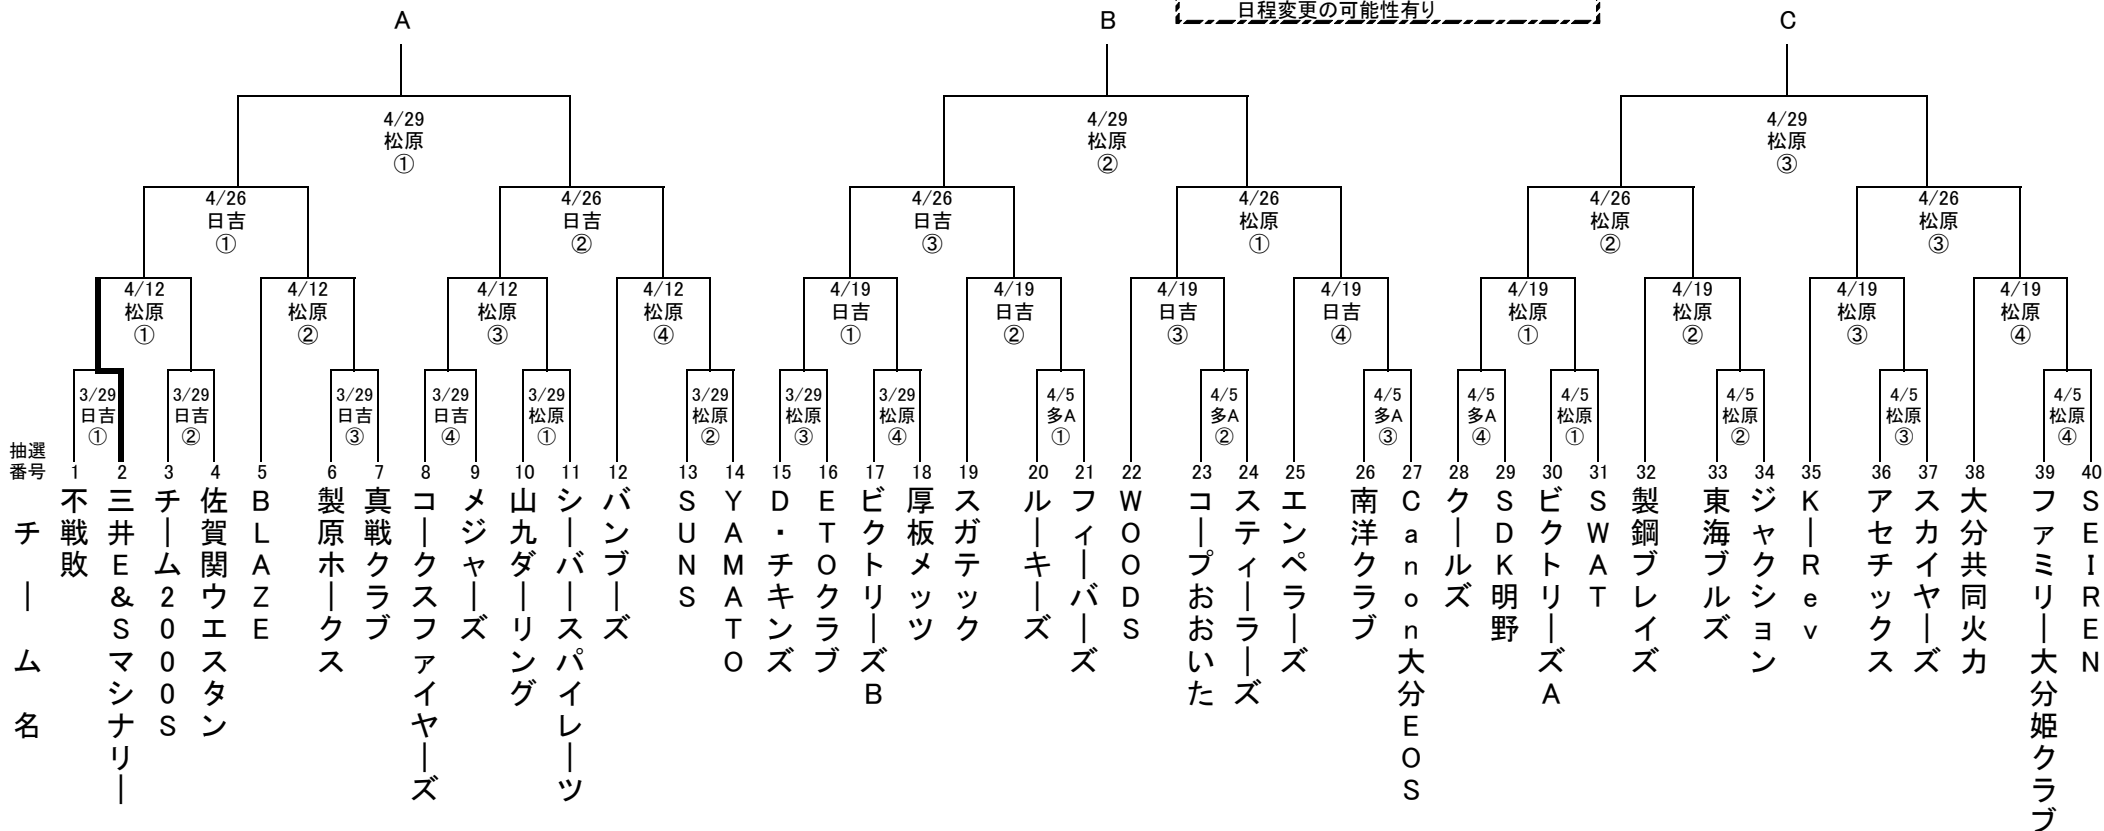 日程変更の可能性有り
A
B
C
4/29
松原
①
4/29
松原
②
4/29
松原
③
4/26
日吉
①
4/26
日吉
②
4/26
日吉
③
4/26
松原
①
4/26
松原
②
4/26
松原
③
4/12
松原
①
4/12
松原
②
4/12
松原
③
4/12
松原
④
4/19
日吉
①
4/19
日吉
②
4/19
日吉
③
4/19
日吉
④
4/19
松原
①
4/19
松原
②
4/19
松原
③
4/19
松原
④
3/29
日吉
①
3/29
日吉
②
3/29
日吉
③
3/29
日吉
④
3/29
松原
①
3/29
松原
②
3/29
松原
③
3/29
松原
④
4/5
多A
①
4/5
多A
②
4/5
多A
③
4/5
多A
④
4/5
松原
①
4/5
松原
②
4/5
松原
③
4/5
松原
④
抽選
番号
1 2 3 4 5 6 7 8 9 10 11 12 13 14 15 16 17 18 19 20 21 22 23 24 25 26 27 28 29 30 31 32 33 34 35 36 37 38 39 40
チーム名
不戦敗
三井E&Sマシナリー
チーム2000S
佐賀関ウエスタン
BLAZE
製原ホークス
真戦クラブ
コークスファイヤーズ
メジャーズ
山九ダーリング
シーバースパイレーツ
バンブーズ
SUNS
YAMATO
D・チキンズ
ETOクラブ
ビクトリーズB
厚板メッツ
スガテック
ルーキーズ
フィーバーズ
WOODS
コープおおいた
スティーラーズ
エンペラーズ
南洋クラブ
Canon大分EOS
クールズ
SDK明野
ビクトリーズA
SWAT
製鋼ブレイズ
東海ブルズ
ジャクション
K―Rev
アセチックス
スカイヤーズ
大分共同火力
ファミリー大分姫クラブ
SEIREN